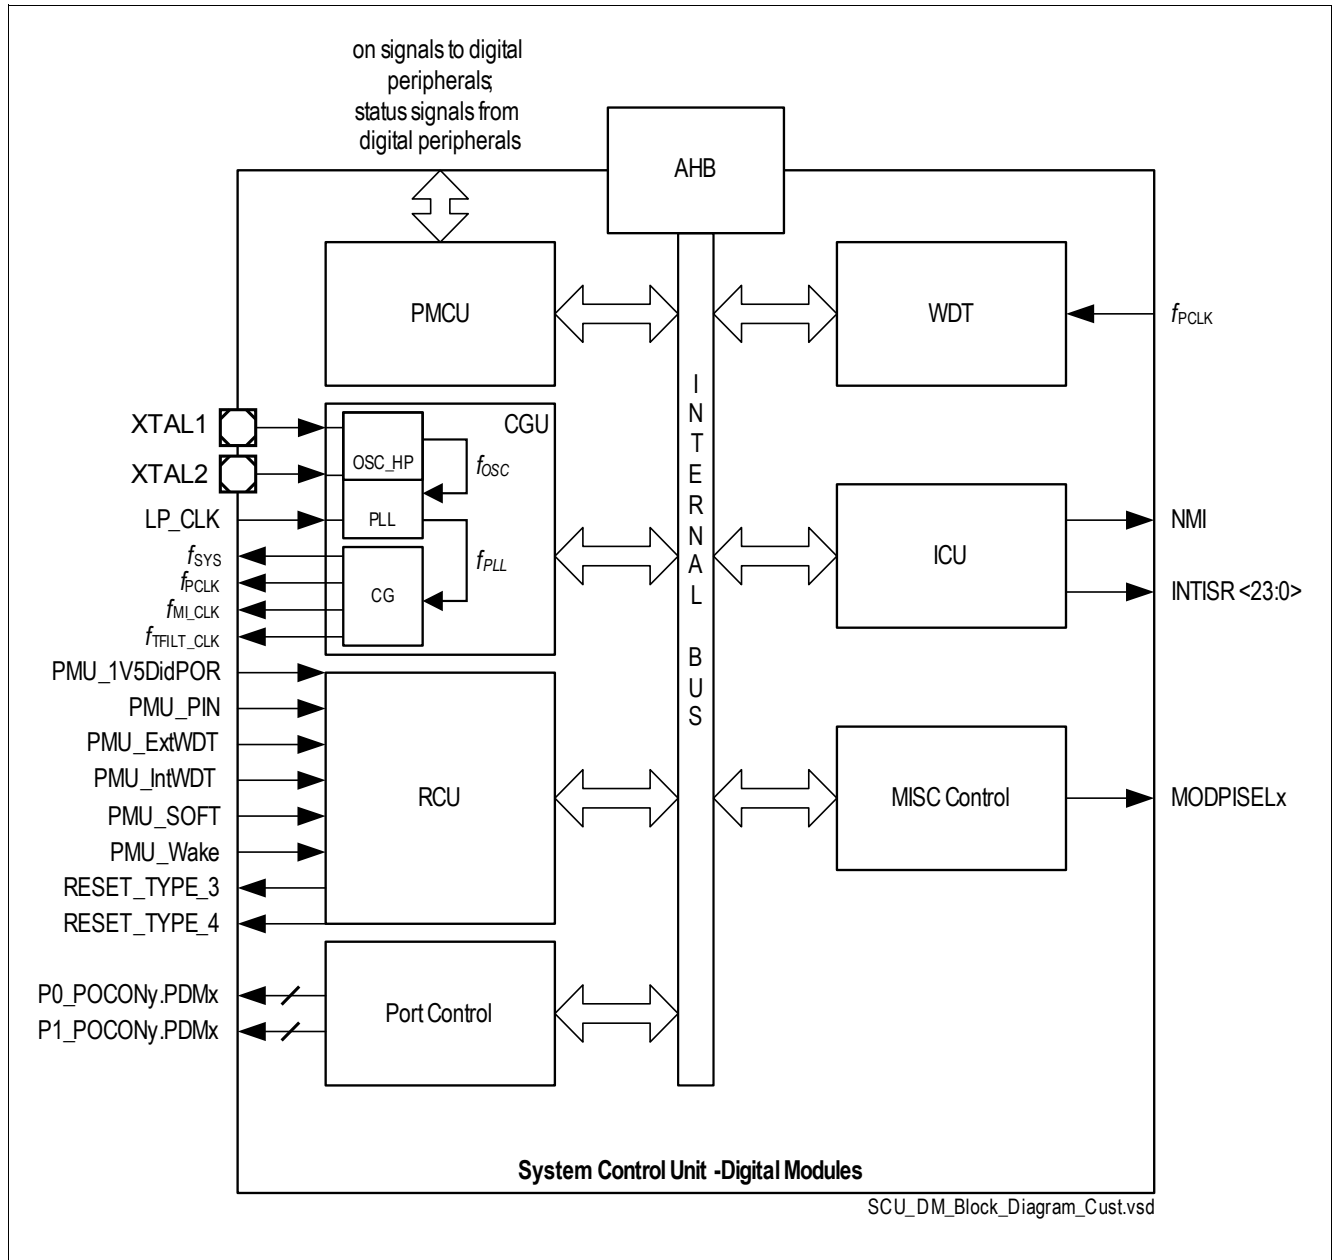 on signals to digital
peripherals;
status signals from
digital peripherals
AHB
PMCU
WDT
fPCLK
XTAL1
XTAL2
LP_CLK
fSYS
fPCLK
fMI_CLK
fTFILT_CLK
CGU
OSC_HP
fOSC
PLL
fPLL
CG
INTERNAL BUS
ICU
NMI
INTISR <23:0>
PMU_1V5DidPOR
PMU_PIN
PMU_ExtWDT
PMU_IntWDT
PMU_SOFT
PMU_Wake
RESET_TYPE_3
RESET_TYPE_4
RCU
MISC Control
MODPISELx
P0_POCONy.PDMx
P1_POCONy.PDMx
Port Control
System Control Unit -Digital Modules
SCU_DM_Block_Diagram_Cust.vsd